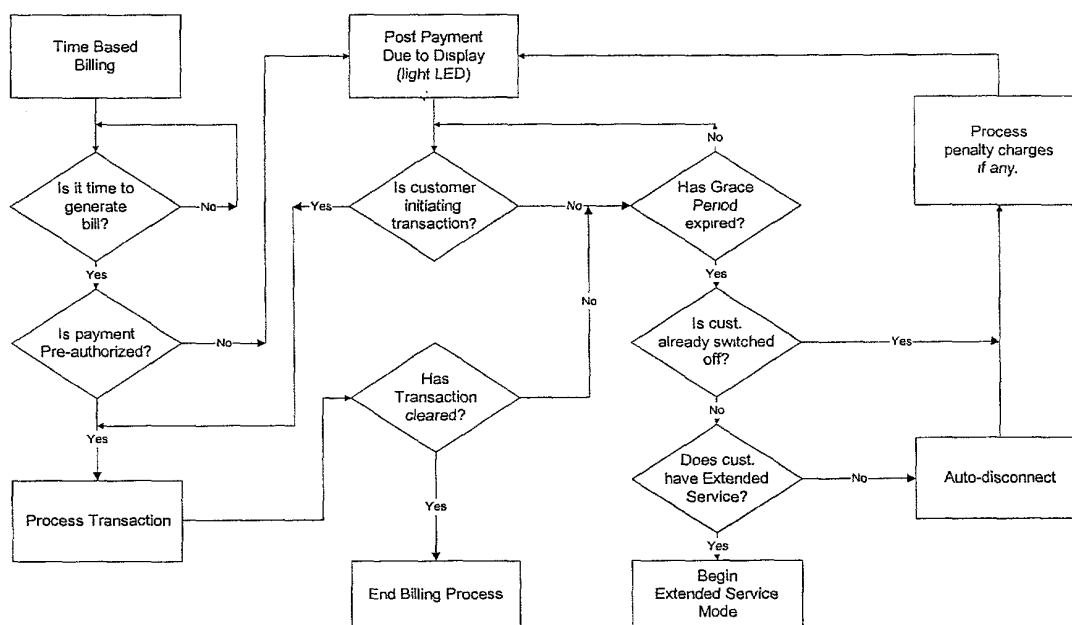 Time Based
Billing
Post Payment
Due to Display
(light LED)
Process
penalty charges
if any.
Is it time to
generate
bill?
No
Yes
Is customer
initiating
transaction?
Yes
No
Has Grace
Period
expired?
No
Yes
Is payment
Pre-authorized?
No
Yes
Is cust.
already switched
off?
Yes
No
Has
Transaction
cleared?
No
Yes
Does cust.
have Extended
Service?
No
Yes
Auto-disconnect
Process Transaction
End Billing Process
Begin
Extended Service
Mode